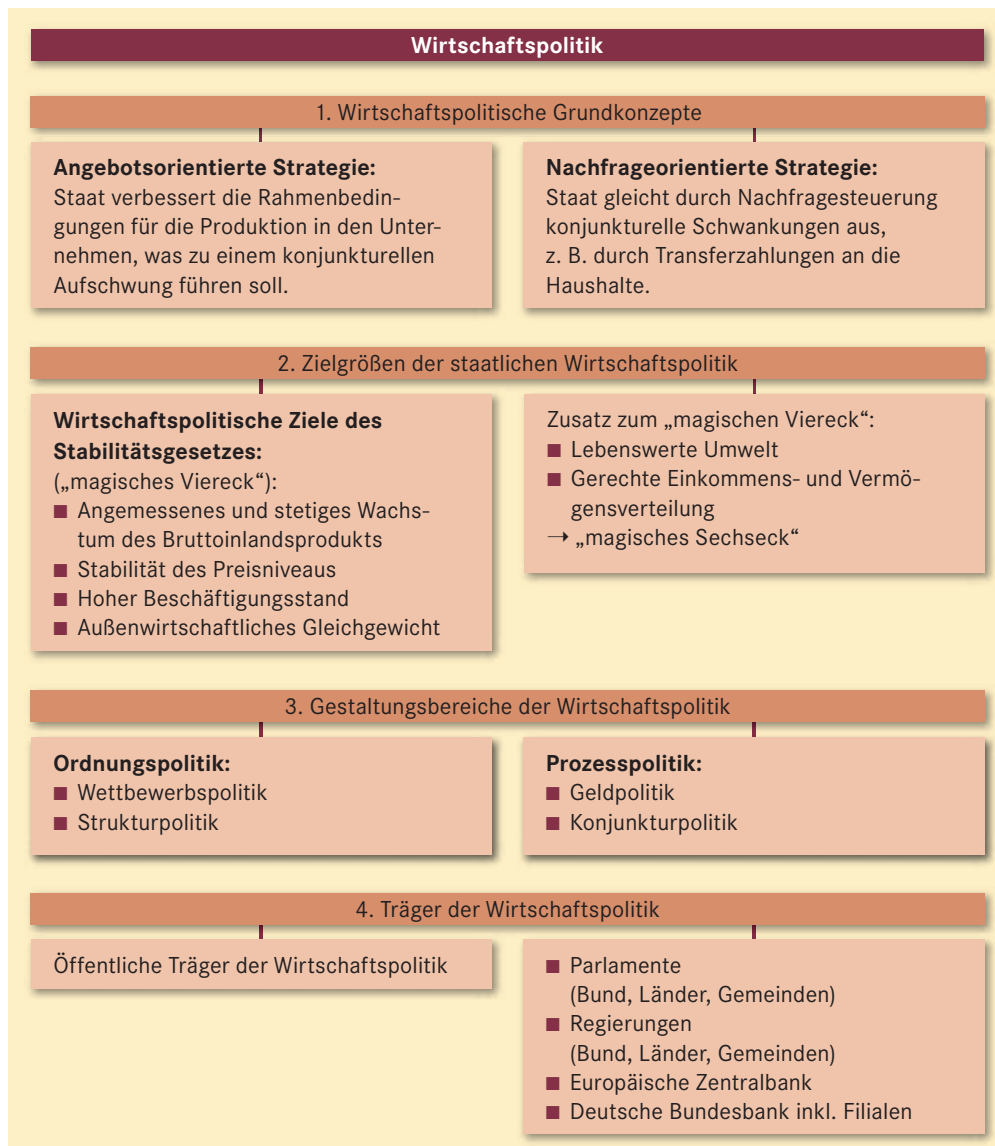 Wirtschaftspolitik
1. Wirtschaftspolitische Grundkonzepte
Angebotsorientierte Strategie:
Staat verbessert die Rahmenbedin-
gungen für die Produktion in den Unter-
nehmen, was zu einem konjunkturellen
Aufschwung führen soll.
Nachfrageorientierte Strategie:
Staat gleicht durch Nachfragesteuerung
konjunkturelle Schwankungen aus,
z. B. durch Transferzahlungen an die
Haushalte.
2. Zielgrößen der staatlichen Wirtschaftspolitik
Wirtschaftspolitische Ziele des
Stabilitätsgesetzes:
(„magisches Viereck“):
■ Angemessenes und stetiges Wachs-
tum des Bruttoinlandsprodukts
■ Stabilität des Preisniveaus
■ Hoher Beschäftigungsstand
■ Außenwirtschaftliches Gleichgewicht
Zusatz zum „magischen Viereck“:
■ Lebenswerte Umwelt
■ Gerechte Einkommens- und Vermö-
gensverteilung
→ „magisches Sechseck“
3. Gestaltungsbereiche der Wirtschaftspolitik
Ordnungspolitik:
■ Wettbewerbspolitik
■ Strukturpolitik
Prozesspolitik:
■ Geldpolitik
■ Konjunkturpolitik
4. Träger der Wirtschaftspolitik
Öffentliche Träger der Wirtschaftspolitik
■ Parlamente
(Bund, Länder, Gemeinden)
■ Regierungen
(Bund, Länder, Gemeinden)
■ Europäische Zentralbank
■ Deutsche Bundesbank inkl. Filialen